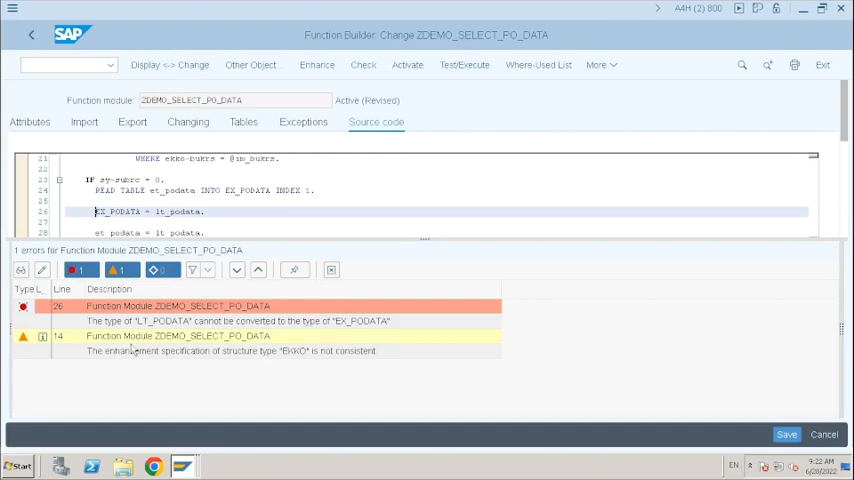 A4H (2) 800
SAP
Function Builder: Change ZDEMO_SELECT_PO_DATA
Display <-> Change
Other Object...
Enhance
Check
Activate
Test/Execute
Where-Used List
More
Exit
Function module:
ZDEMO_SELECT_PO_DATA
Active (Revised)
Attributes
Import
Export
Changing
Tables
Exceptions
Source code
21 WHERE ekko~bukrs = @im_bukrs.
22
23 IF sy-subrc = 0.
24 READ TABLE et_podata INTO EX_PODATA INDEX 1.
25
26 EX_PODATA = lt_podata.
27
28 et_podata = lt_podata.
1 errors for Function Module ZDEMO_SELECT_PO_DATA
1
1
0
Type L... Line Description
26 Function Module ZDEMO_SELECT_PO_DATA
The type of "LT_PODATA" cannot be converted to the type of "EX_PODATA"
14 Function Module ZDEMO_SELECT_PO_DATA
The enhancement specification of structure type "EKKO" is not consistent
Save
Cancel
Start
EN
9:22 AM
6/28/2022